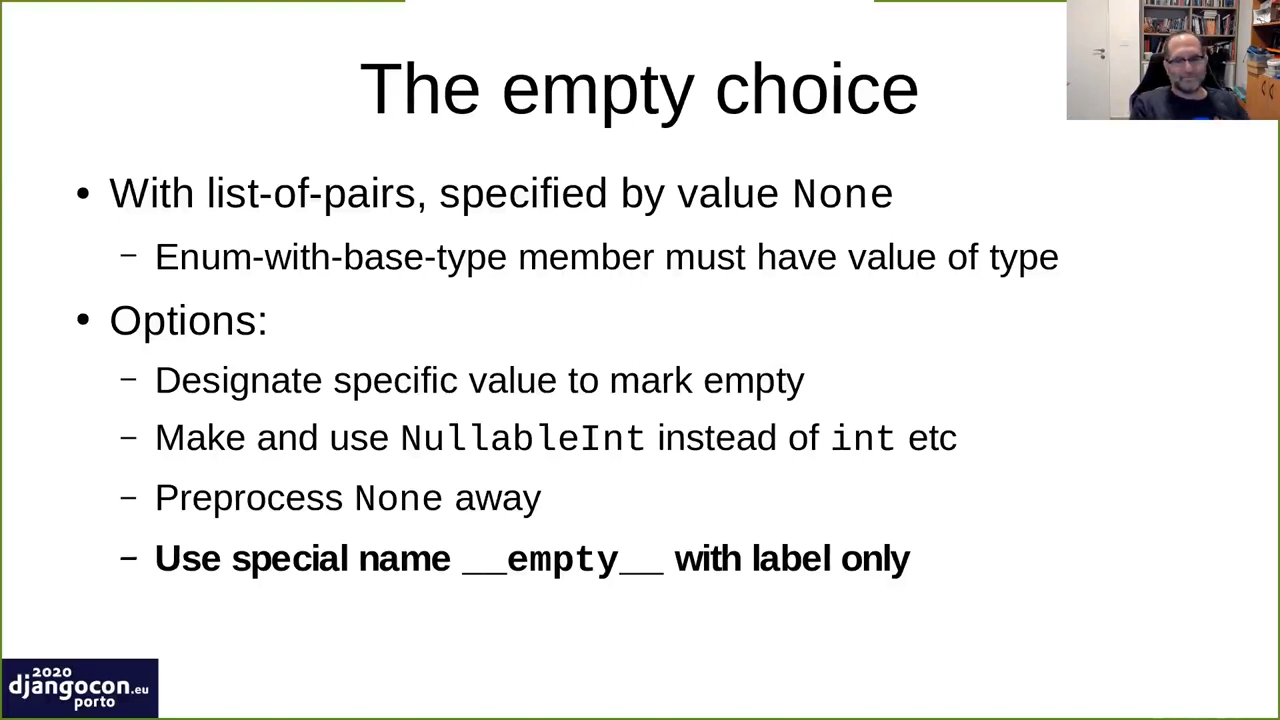 The empty choice
• With list-of-pairs, specified by value None
– Enum-with-base-type member must have value of type
• Options:
– Designate specific value to mark empty
– Make and use NullableInt instead of int etc
– Preprocess None away
– Use special name __empty__ with label only
2020
djangocon.eu
porto